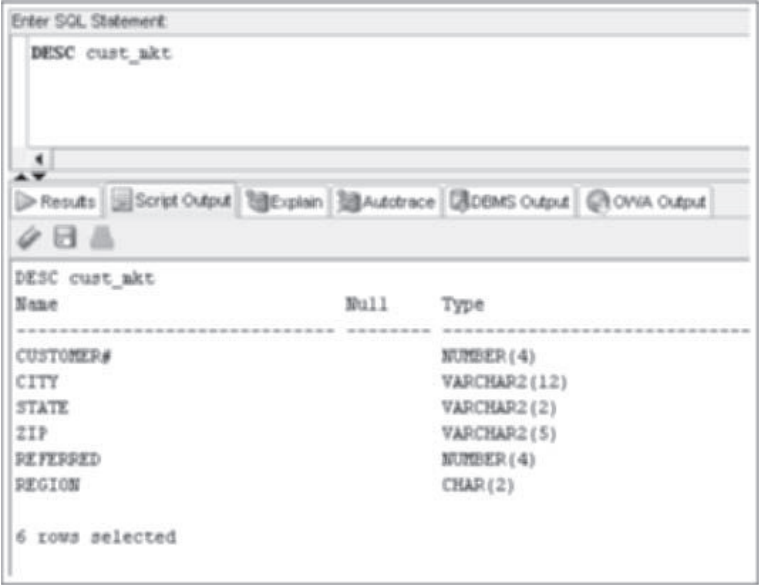 Enter SQL Statement:
DESC cust_mkt
Results Script Output Explain Autotrace DBMS Output OWA Output
DESC cust_mkt
Name Null Type
------------------------------ -------- -----------------------------
CUSTOMER# NUMBER(4)
CITY VARCHAR2(12)
STATE VARCHAR2(2)
ZIP VARCHAR2(5)
REFERRED NUMBER(4)
REGION CHAR(2)
6 rows selected